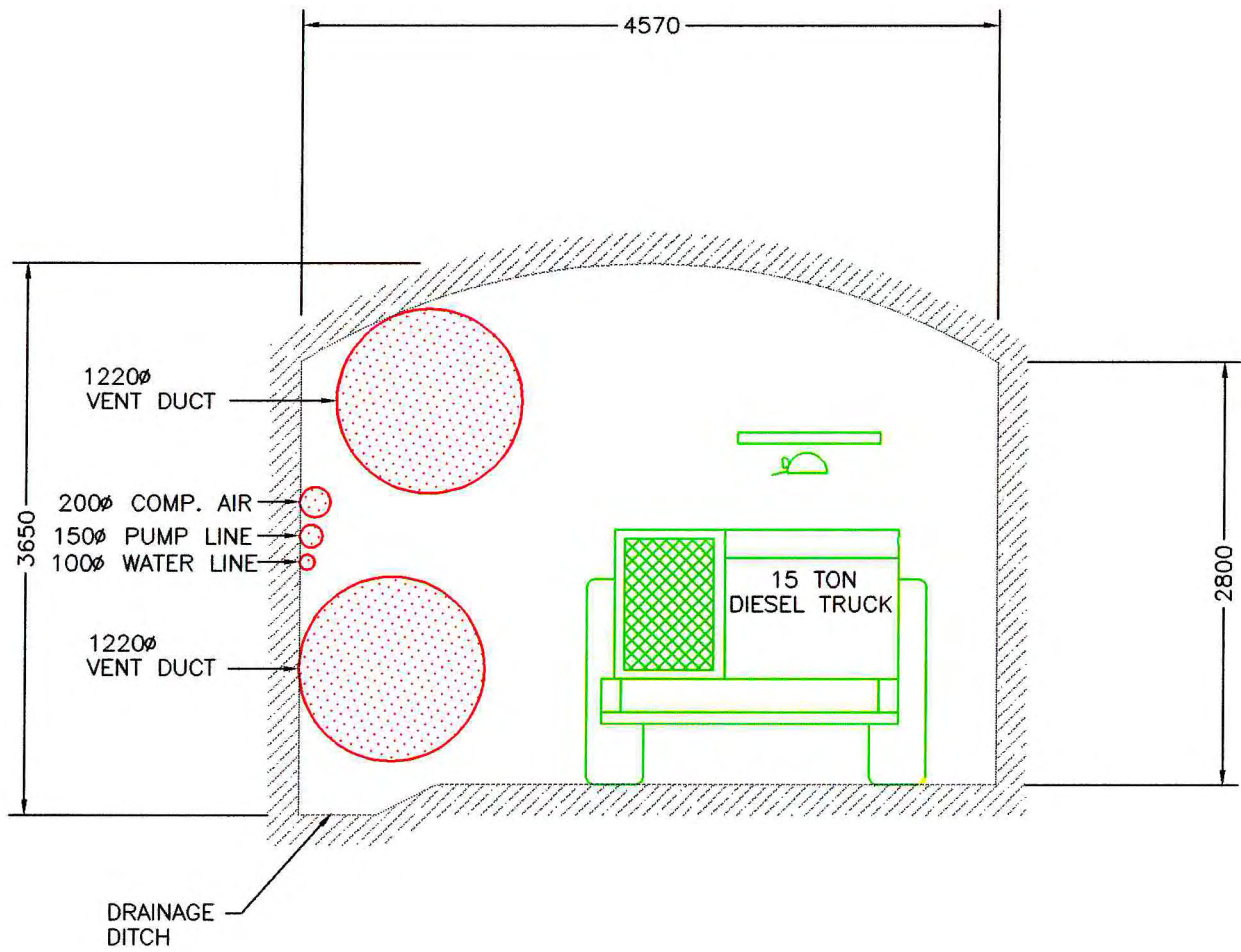 4570
1220ø
VENT DUCT
200ø COMP. AIR
150ø PUMP LINE
100ø WATER LINE
3650
15 TON
DIESEL TRUCK
2800
1220ø
VENT DUCT
DRAINAGE
DITCH